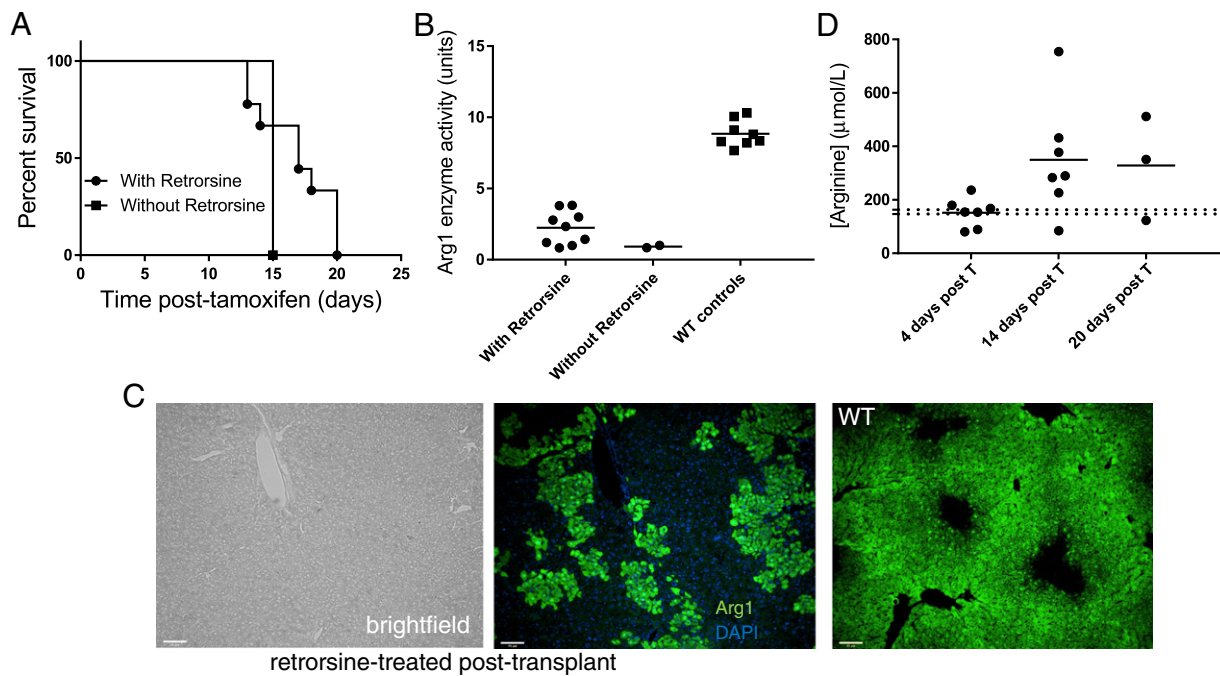 A
Percent survival
100
50
0
With Retrorsine
Without Retrorsine
0 5 10 15 20 25
Time post-tamoxifen (days)
B
Arg1 enzyme activity (units)
15
10
5
0
With Retrorsine
Without Retrorsine
WT controls
D
[Arginine] (µmol/L)
800
600
400
200
0
4 days post T
14 days post T
20 days post T
C
brightfield
Arg1
DAPI
WT
retrorsine-treated post-transplant